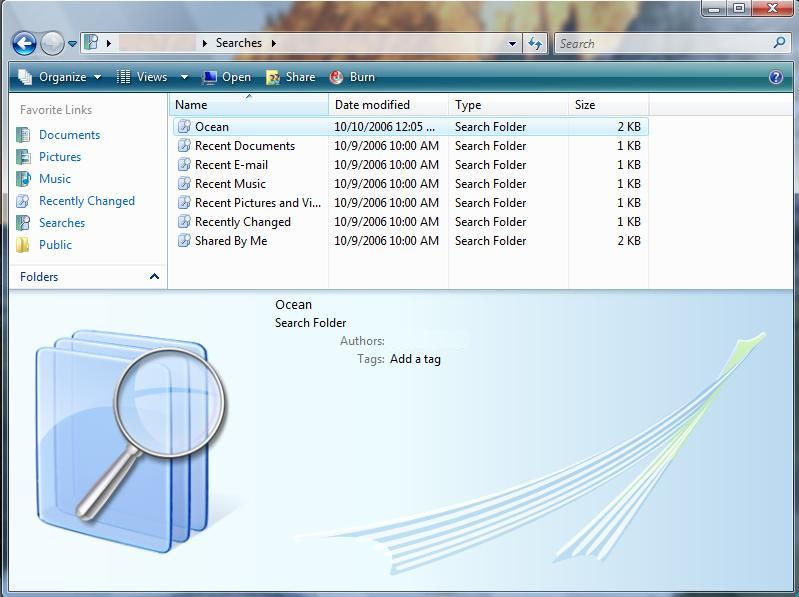 Searches
Search
Organize Views Open Share Burn
Favorite Links
Documents
Pictures
Music
Recently Changed
Searches
Public
Folders
Name Date modified Type Size
Ocean 10/10/2006 12:05 ... Search Folder 2 KB
Recent Documents 10/9/2006 10:00 AM Search Folder 1 KB
Recent E-mail 10/9/2006 10:00 AM Search Folder 1 KB
Recent Music 10/9/2006 10:00 AM Search Folder 1 KB
Recent Pictures and Vi... 10/9/2006 10:00 AM Search Folder 1 KB
Recently Changed 10/9/2006 10:00 AM Search Folder 1 KB
Shared By Me 10/9/2006 10:00 AM Search Folder 2 KB
Ocean
Search Folder
Authors:
Tags: Add a tag